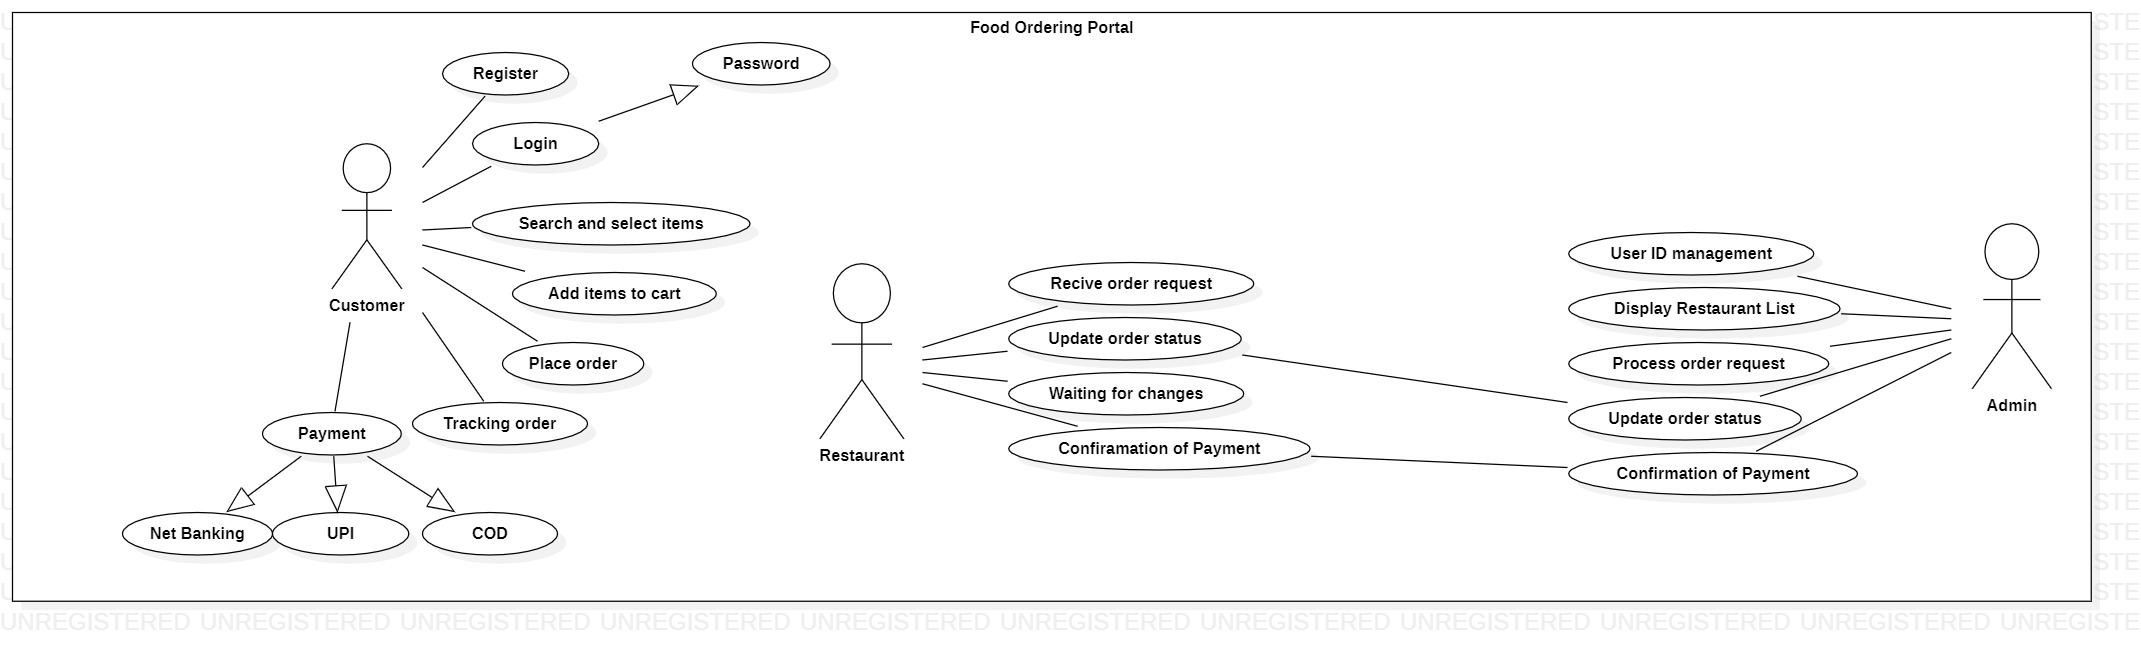 Food Ordering Portal
Register
Password
Login
Customer
Search and select items
Add items to cart
Place order
Tracking order
Payment
Net Banking
UPI
COD
Restaurant
Recive order request
Update order status
Waiting for changes
Confiramation of Payment
User ID management
Display Restaurant List
Process order request
Update order status
Confirmation of Payment
Admin
UNREGISTERED UNREGISTERED UNREGISTERED UNREGISTERED UNREGISTERED UNREGISTERED UNREGISTERED UNREGISTERED UNREGISTERED UNREGISTERED UNREGISTE